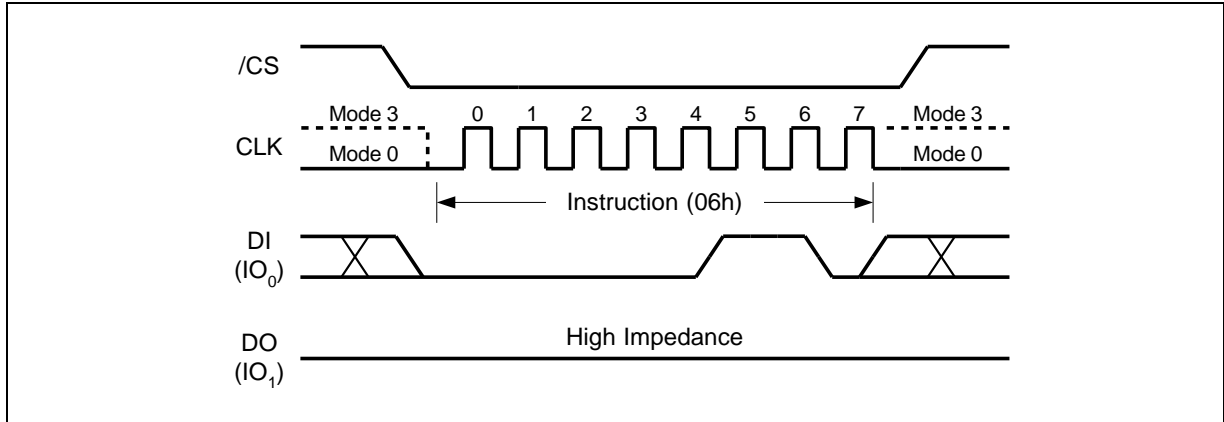 /CS
Mode 3 0 1 2 3 4 5 6 7 Mode 3
CLK
Mode 0 Mode 0
Instruction (06h)
DI
(IO₀)
High Impedance
DO
(IO₁)